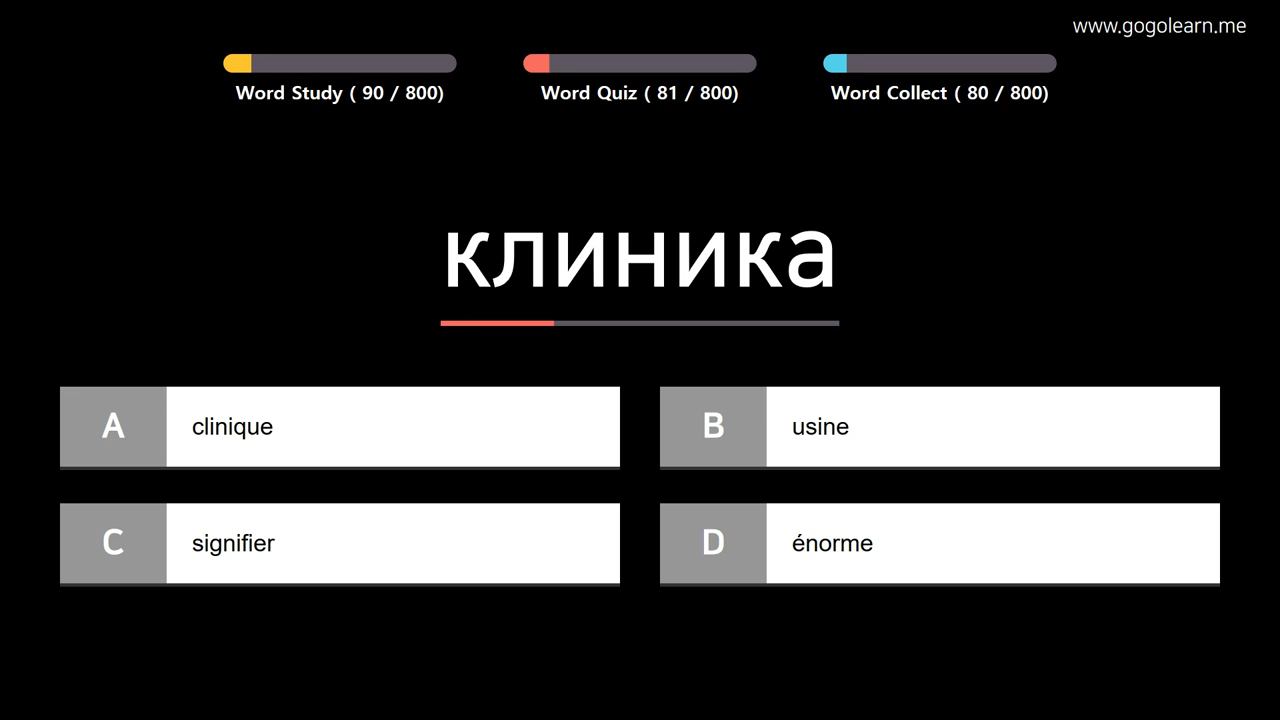 www.gogolearn.me
Word Study ( 90 / 800)
Word Quiz ( 81 / 800)
Word Collect ( 80 / 800)
клиника
A clinique
B usine
C signifier
D énorme